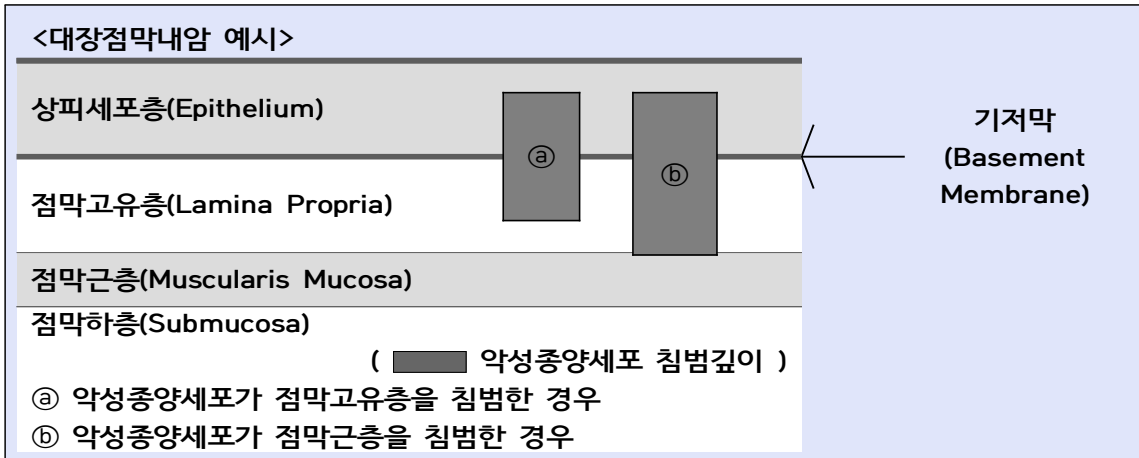 <대장점막내암 예시>
상피세포층(Epithelium)
ⓐ
ⓑ
기저막
(Basement
Membrane)
점막고유층(Lamina Propria)
점막근층(Muscularis Mucosa)
점막하층(Submucosa)
( 악성종양세포 침범깊이 )
ⓐ 악성종양세포가 점막고유층을 침범한 경우
ⓑ 악성종양세포가 점막근층을 침범한 경우